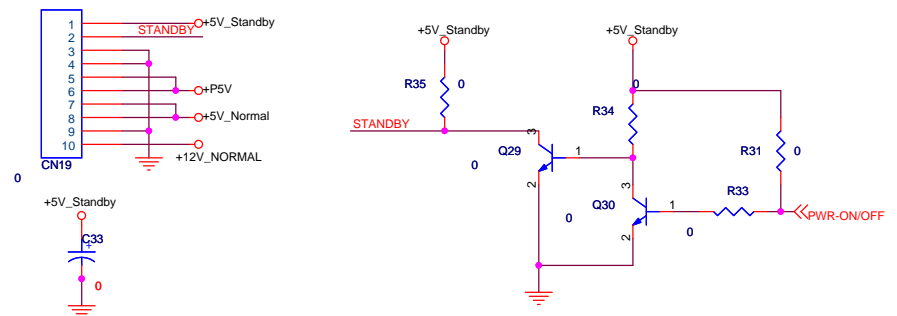 1 +5V_Standby
2 STANDBY
3
4
5
6 +P5V
7
8 +5V_Normal
9
10 +12V_NORMAL
CN19
0
+5V_Standby
C33
+
0
+5V_Standby
R35 0
STANDBY
3
Q29 1
0
2
+5V_Standby
0
R34
R31 0
3
Q30 1
0
2
R33
0
PWR-ON/OFF